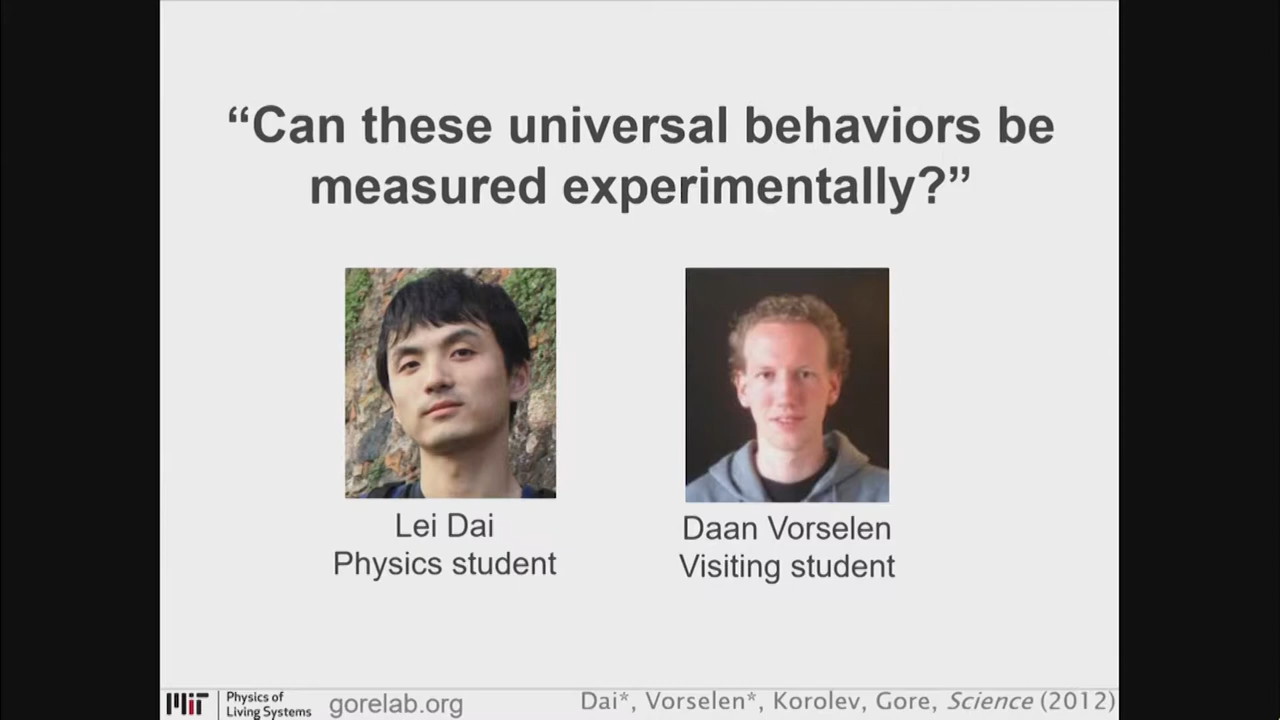 “Can these universal behaviors be
measured experimentally?”
Lei Dai
Physics student
Daan Vorselen
Visiting student
MIT
Physics of
Living Systems
gorelab.org
Dai*, Vorselen*, Korolev, Gore, Science (2012)